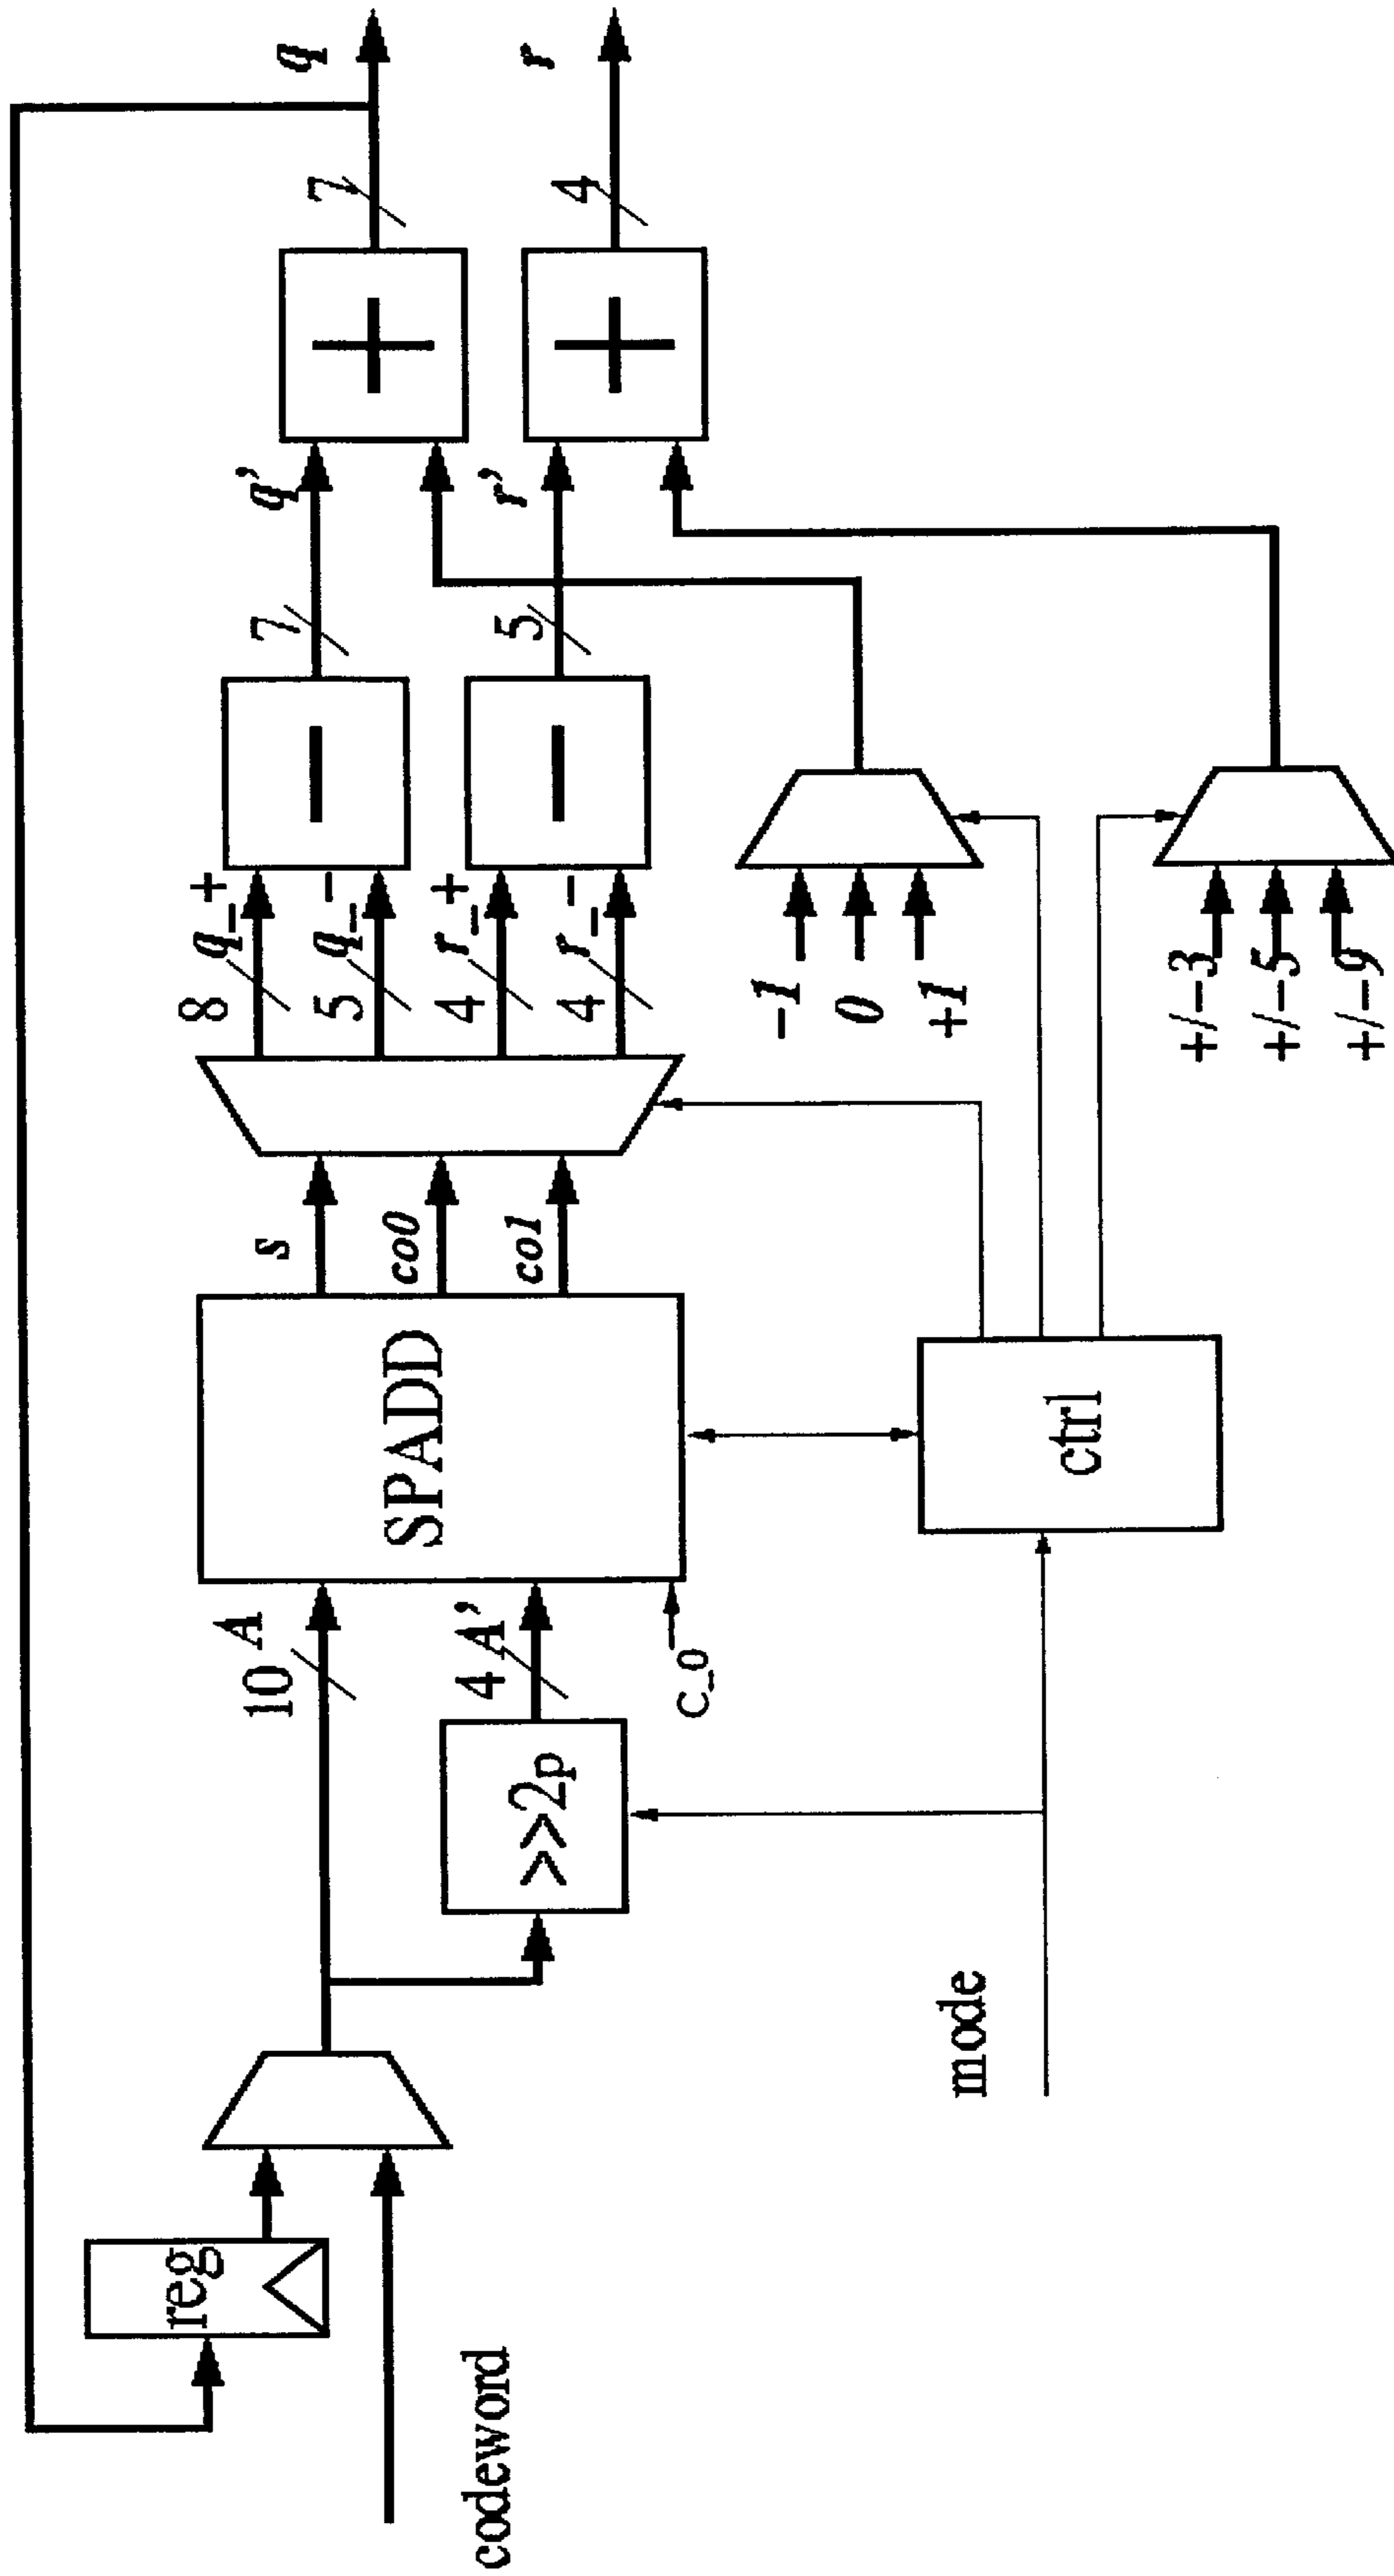 codeword
reg
mode
>>2p
10
A
4
A'
C_0
SPADD
ctrl
s
co0
co1
8
q_+
5
q_-
4
r_+
4
r_-
-1
0
+1
+/-3
+/-5
+/-9
7
q'
5
r'
7
q
4
r